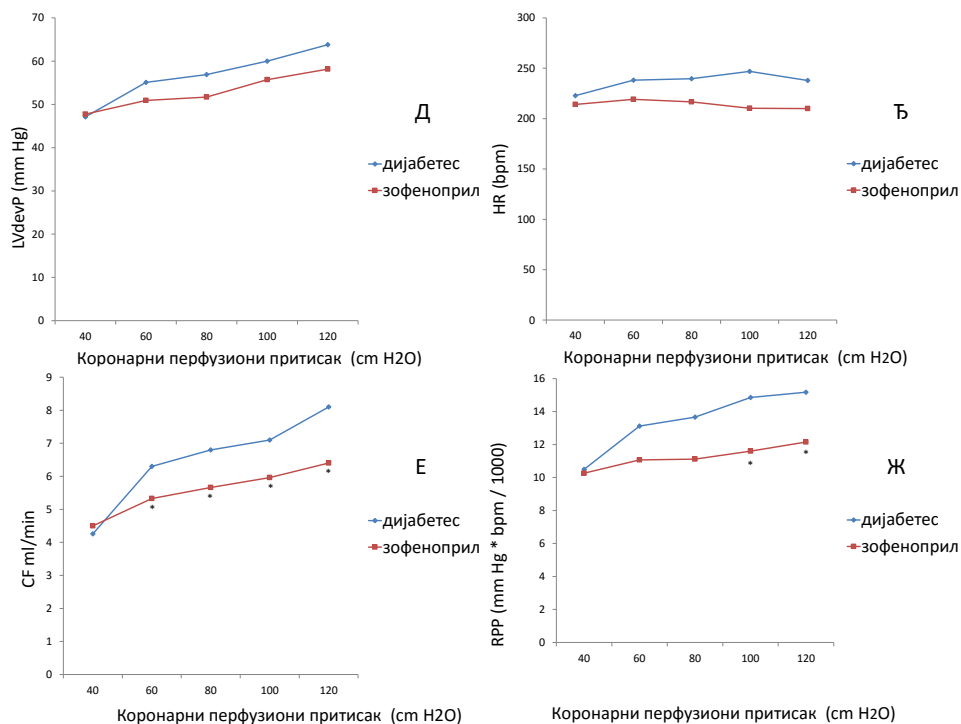 70
60
50
40
30
20
10
0
LVdevP (mm Hg)
40 60 80 100 120
Коронарни перфузиони притисак (cm H2O)
Д
дијабетес
зофеноприл
300
250
200
150
100
50
0
HR (bpm)
40 60 80 100 120
Коронарни перфузиони притисак (cm H2O)
Ђ
дијабетес
зофеноприл
9
8
7
6
5
4
3
2
1
0
CF ml/min
* * * *
40 60 80 100 120
Коронарни перфузиони притисак (cm H2O)
Е
дијабетес
зофеноприл
16
14
12
10
8
6
4
2
0
RPP (mm Hg * bpm / 1000)
* *
40 60 80 100 120
Коронарни перфузиони притисак (cm H2O)
Ж
дијабетес
зофеноприл